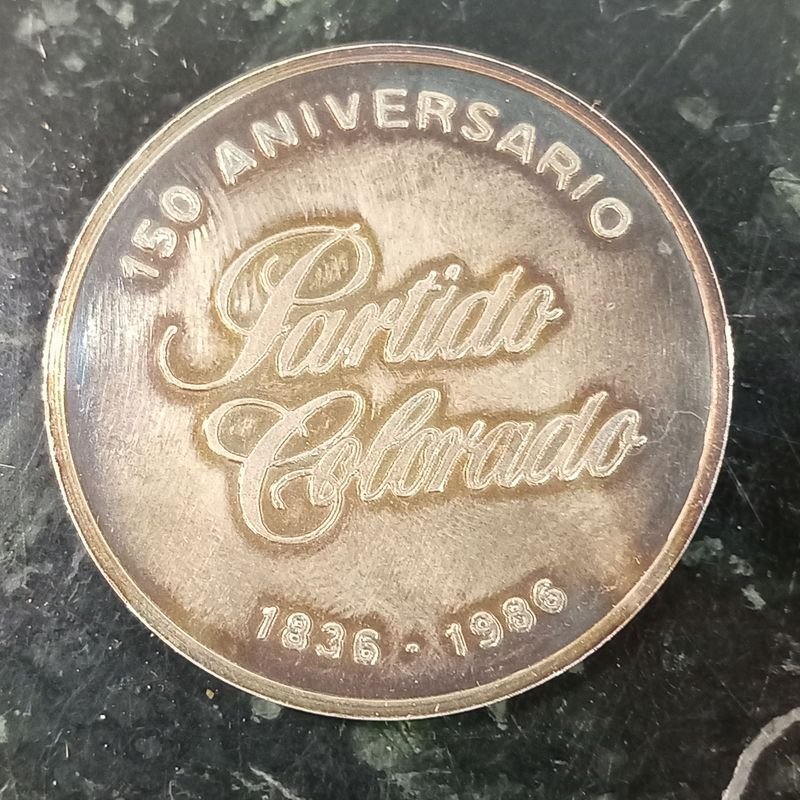 150 ANIVERSARIO
Partido
Colorado
1836 · 1986